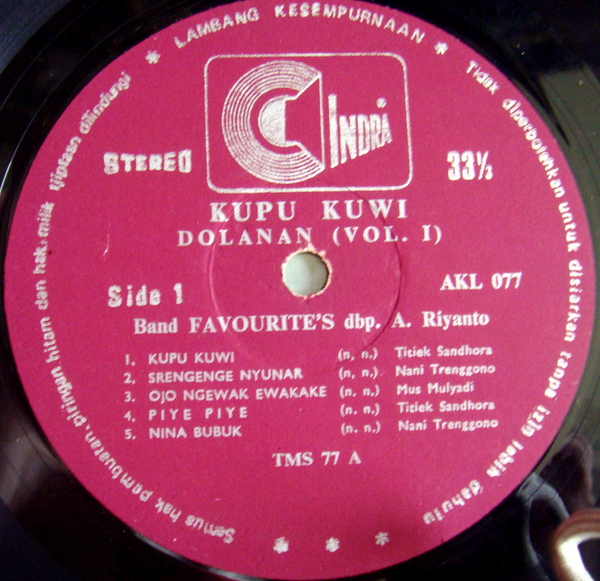 * LAMBANG KESEMPURNAAN *
INDRA ®
STEREO
33⅓
KUPU KUWI
DOLANAN (VOL. I)
Side 1
AKL 077
Band FAVOURITE'S dbp. A. Riyanto
1. KUPU KUWI (n. n.) Titiek Sandhora
2. SRENGENGE NYUNAR (n. n.) Nani Trenggono
3. OJO NGEWAK EWAKAKE (n. n.) Mus Mulyadi
4. PIYE PIYE (n. n.) Titiek Sandhora
5. NINA BUBUK (n. n.) Nani Trenggono
TMS 77 A
Semua hak pembuatan, piringan hitam dan hak milik tjiptaan dilindungi
Tidak diperbolehkan untuk disiarkan tanpa izin lebih dahulu
* * *